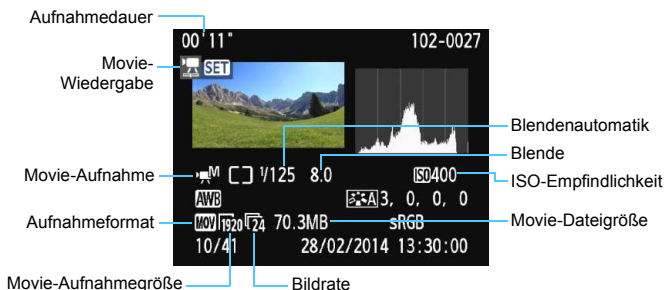 Aufnahmedauer
00'11" 102-0027
Movie-
Wiedergabe
SET
Blendenautomatik
Blende
Movie-Aufnahme
M 1/125 8.0 ISO 400
ISO-Empfindlichkeit
AWB A 3, 0, 0, 0
Aufnahmeformat
MOV 1920 24 70.3MB sRGB
Movie-Dateigröße
10/41 28/02/2014 13:30:00
Movie-Aufnahmegröße Bildrate